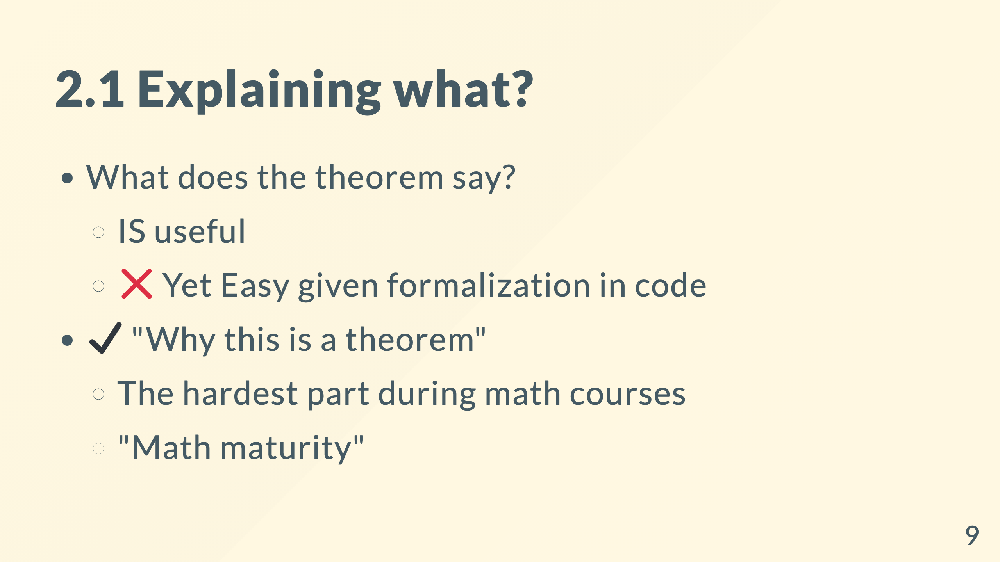 2.1 Explaining what?
• What does the theorem say?
○ IS useful
○ ❌ Yet Easy given formalization in code
• ✔ "Why this is a theorem"
○ The hardest part during math courses
○ "Math maturity"
9